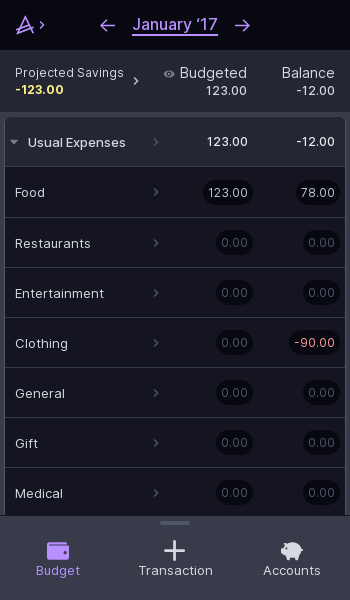 January ‘17
Projected Savings
-123.00
Budgeted
123.00
Balance
-12.00
Usual Expenses 123.00 -12.00
Food 123.00 78.00
Restaurants 0.00 0.00
Entertainment 0.00 0.00
Clothing 0.00 -90.00
General 0.00 0.00
Gift 0.00 0.00
Medical 0.00 0.00
Budget Transaction Accounts